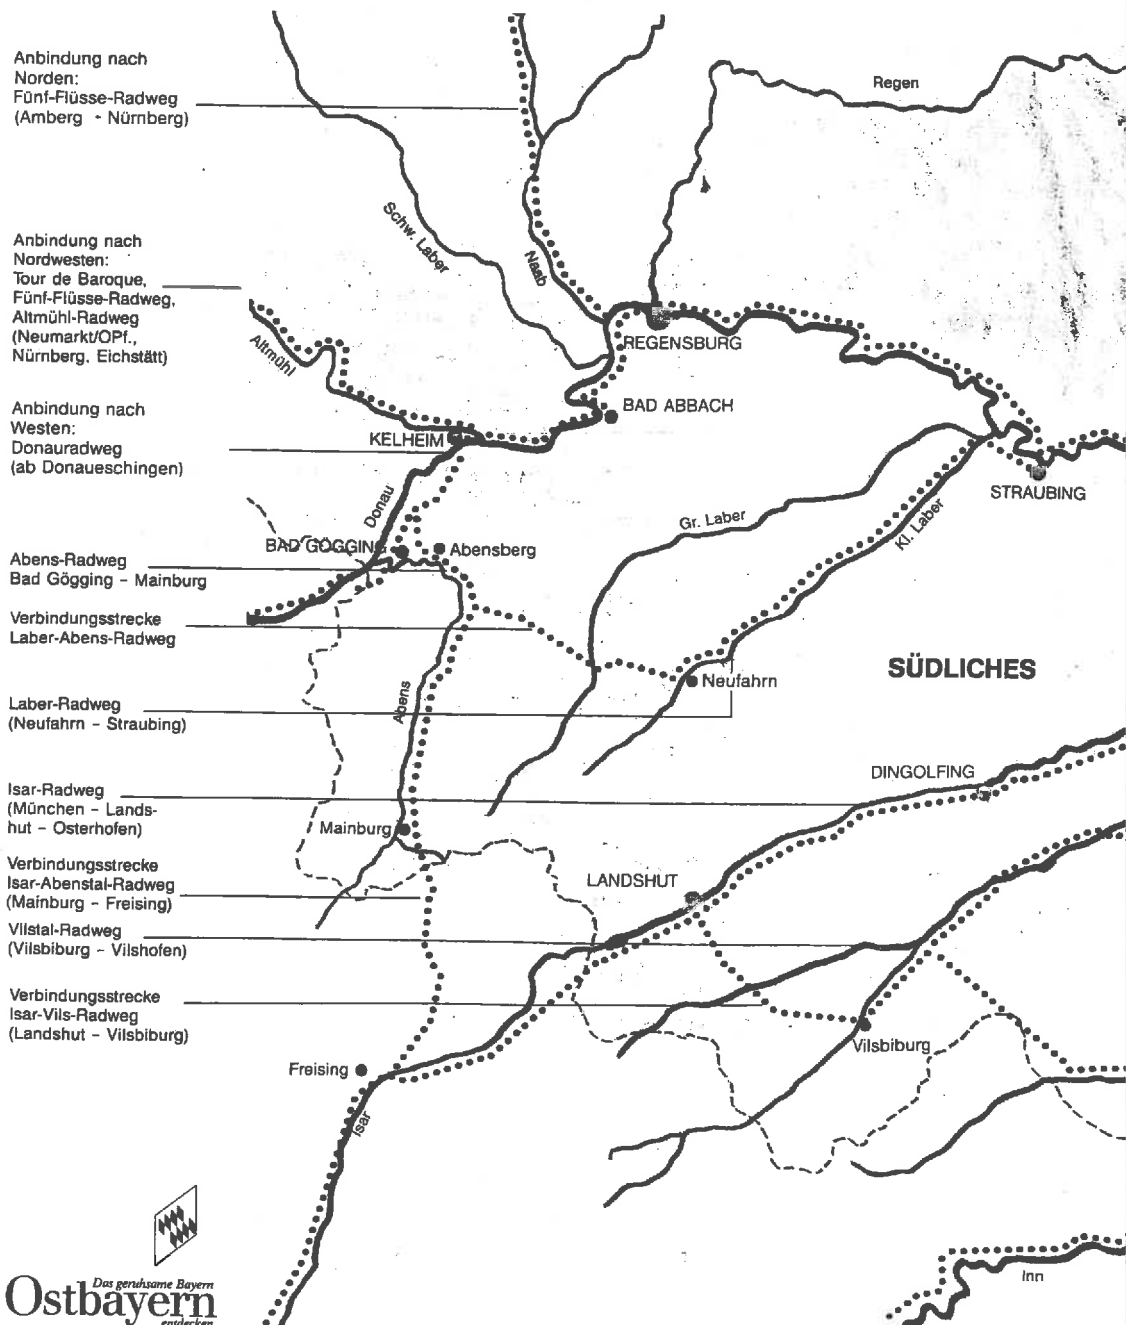 Anbindung nach
Norden:
Fünf-Flüsse-Radweg
(Amberg - Nürnberg)
Anbindung nach
Nordwesten:
Tour de Baroque,
Fünf-Flüsse-Radweg,
Altmühl-Radweg
(Neumarkt/OPf.,
Nürnberg, Eichstätt)
Anbindung nach
Westen:
Donauradweg
(ab Donaueschingen)
Abens-Radweg
Bad Gögging – Mainburg
Verbindungsstrecke
Laber-Abens-Radweg
Laber-Radweg
(Neufahrn – Straubing)
Isar-Radweg
(München – Lands-
hut – Osterhofen)
Verbindungsstrecke
Isar-Abenstal-Radweg
(Mainburg – Freising)
Vilstal-Radweg
(Vilsbiburg – Vilshofen)
Verbindungsstrecke
Isar-Vils-Radweg
(Landshut – Vilsbiburg)
Regen
Schw. Laber
Naab
REGENSBURG
Altmühl
BAD ABBACH
KELHEIM
STRAUBING
Donau
Gr. Laber
Kl. Laber
BAD GÖGGING
Abensberg
SÜDLICHES
Neufahrn
Abens
DINGOLFING
Mainburg
LANDSHUT
Vilsbiburg
Freising
Isar
Inn
Das geruhsame Bayern
Ostbayern
entdecken